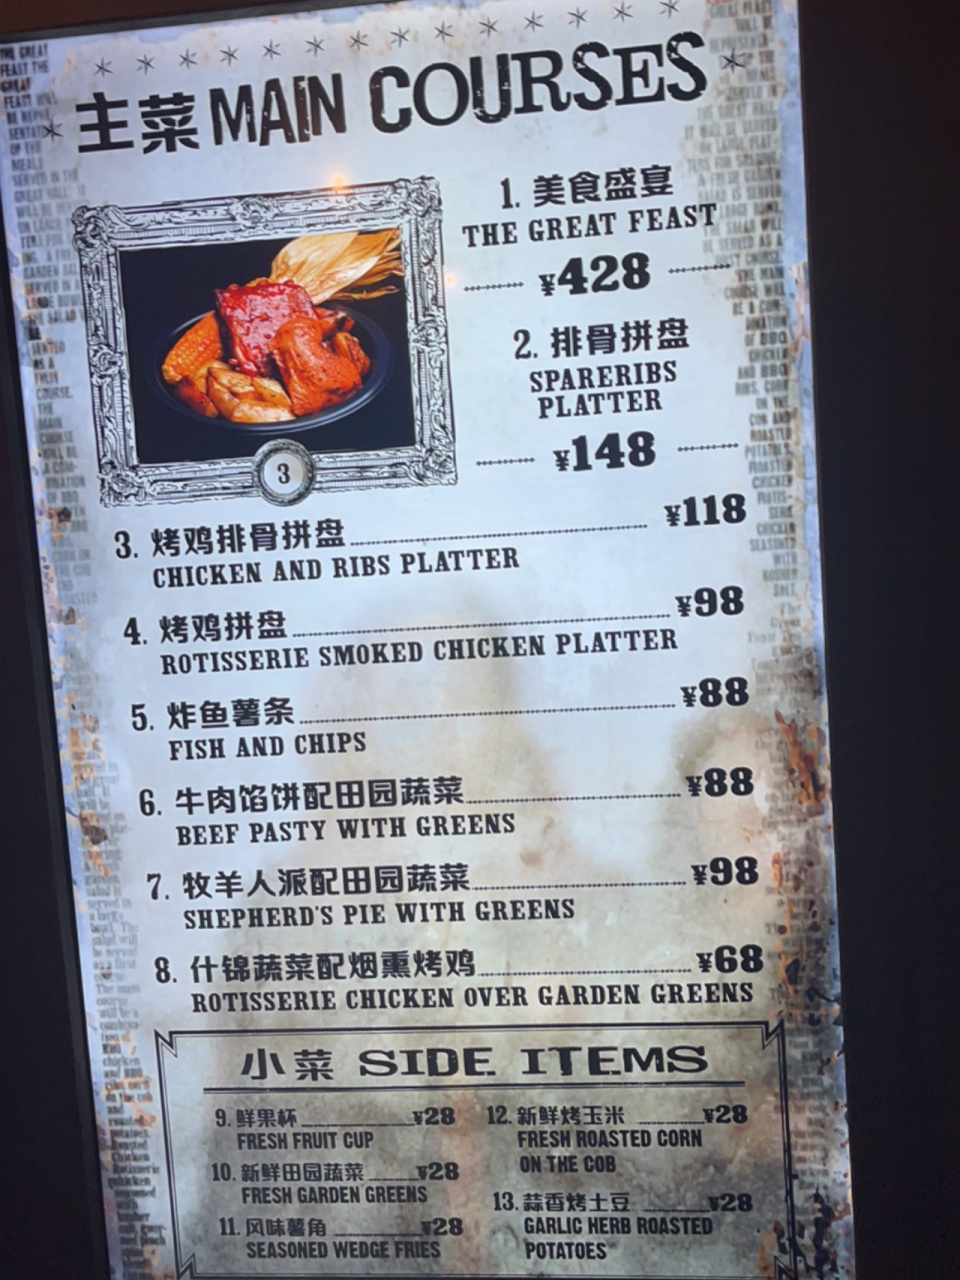 主菜 MAIN COURSES
1. 美食盛宴
THE GREAT FEAST
¥428
2. 排骨拼盘
SPARERIBS
PLATTER
¥148
3
3. 烤鸡排骨拼盘 ¥118
CHICKEN AND RIBS PLATTER
4. 烤鸡拼盘 ¥98
ROTISSERIE SMOKED CHICKEN PLATTER
5. 炸鱼薯条 ¥88
FISH AND CHIPS
6. 牛肉馅饼配田园蔬菜 ¥88
BEEF PASTY WITH GREENS
7. 牧羊人派配田园蔬菜 ¥98
SHEPHERD'S PIE WITH GREENS
8. 什锦蔬菜配烟熏烤鸡 ¥68
ROTISSERIE CHICKEN OVER GARDEN GREENS
小菜 SIDE ITEMS
9. 鲜果杯 ¥28
FRESH FRUIT CUP
10. 新鲜田园蔬菜 ¥28
FRESH GARDEN GREENS
11. 风味薯角 ¥28
SEASONED WEDGE FRIES
12. 新鲜烤玉米 ¥28
FRESH ROASTED CORN
ON THE COB
13. 蒜香烤土豆 ¥28
GARLIC HERB ROASTED
POTATOES